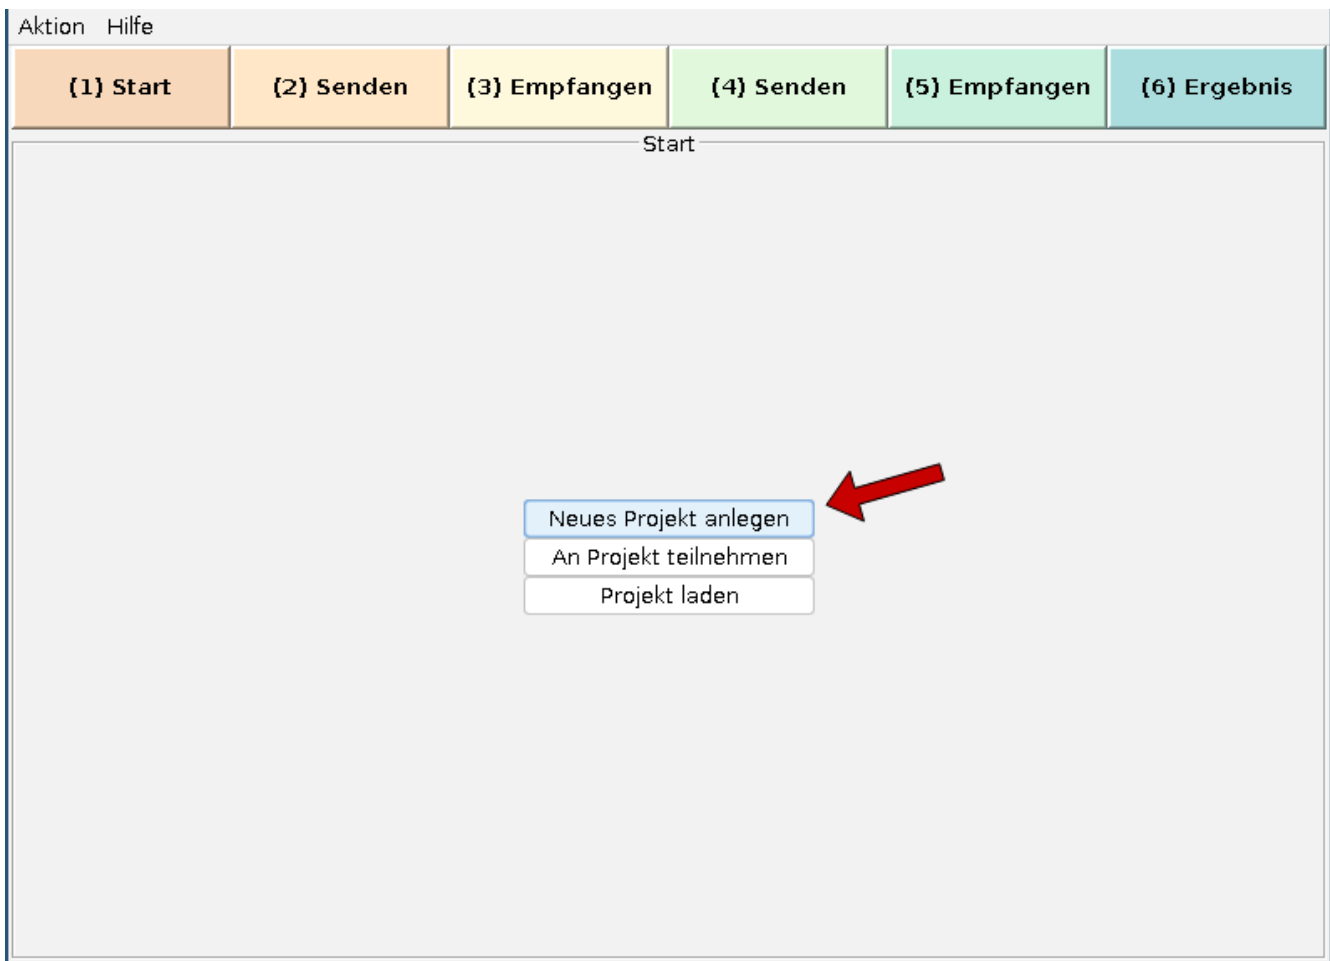 Aktion Hilfe
(1) Start (2) Senden (3) Empfangen (4) Senden (5) Empfangen (6) Ergebnis
Start
Neues Projekt anlegen
An Projekt teilnehmen
Projekt laden